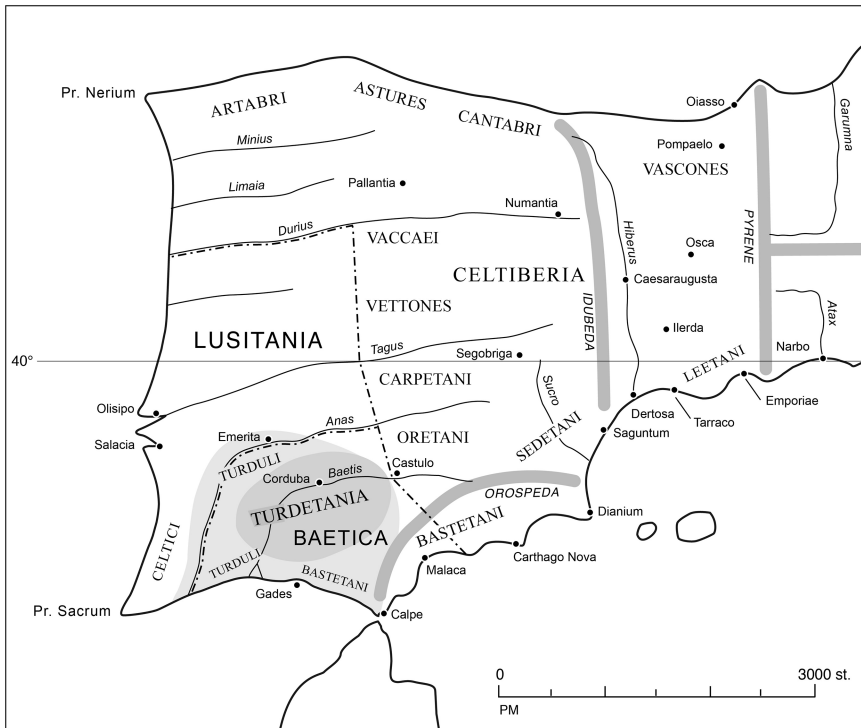 Pr. Nerium
ARTABRI
ASTURES
CANTABRI
Oiasso
Garumna
Minius
Pompaelo
VASCONES
Limaia
Pallantia
Numantia
Durius
VACCAEI
Hiberus
Osca
PYRENE
CELTIBERIA
Caesaraugusta
IDUBEDA
VETTONES
Atax
LUSITANIA
Ilerda
Tagus
Segobriga
Narbo
40°
LEETANI
CARPETANI
Sucro
Emporiae
Olisipo
Dertosa
Tarraco
Anas
Salacia
Emerita
ORETANI
SEDETANI
Saguntum
TURDULI
Castulo
Corduba
Baetis
OROSPEDA
TURDETANIA
Dianium
BASTETANI
BAETICA
CELTICI
TURDULI
Carthago Nova
Malaca
BASTETANI
Gades
Pr. Sacrum
Calpe
0 3000 st.
PM